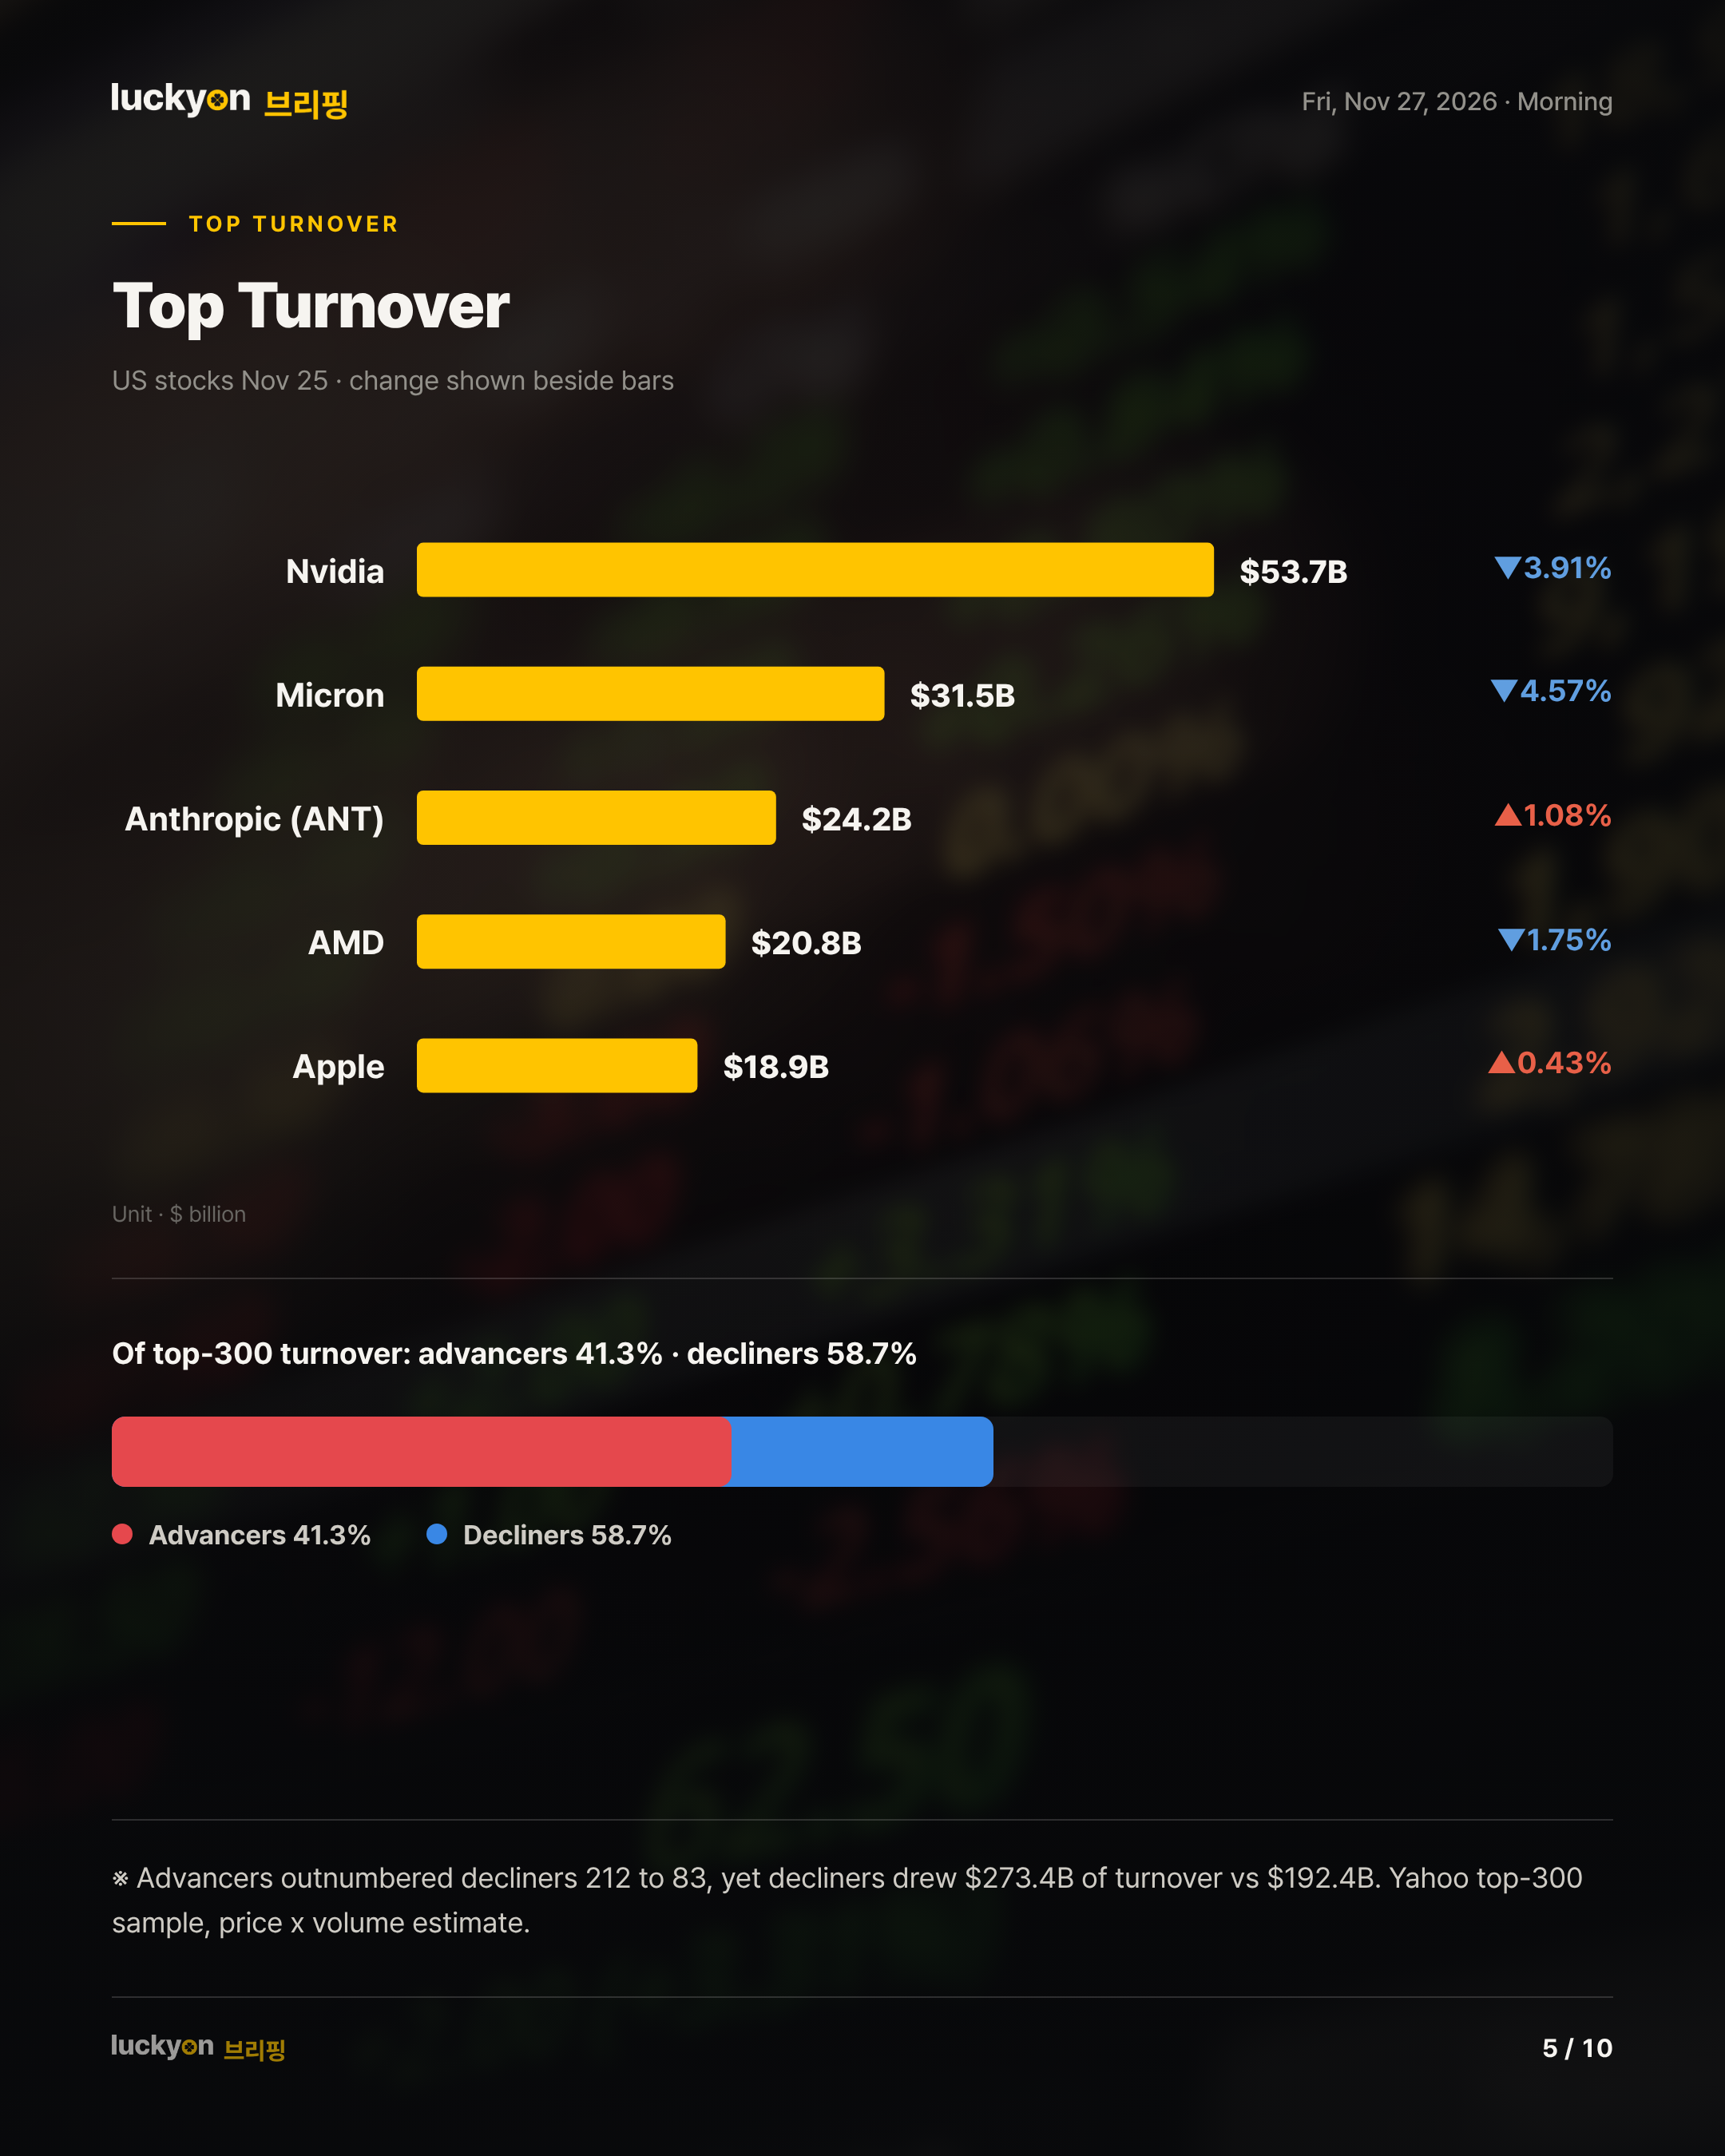 luckyon 브리핑
Fri, Nov 27, 2026 · Morning
TOP TURNOVER
Top Turnover
US stocks Nov 25 · change shown beside bars
Nvidia $53.7B ▼3.91%
Micron $31.5B ▼4.57%
Anthropic (ANT) $24.2B ▲1.08%
AMD $20.8B ▼1.75%
Apple $18.9B ▲0.43%
Unit · $ billion
Of top-300 turnover: advancers 41.3% · decliners 58.7%
Advancers 41.3% Decliners 58.7%
※ Advancers outnumbered decliners 212 to 83, yet decliners drew $273.4B of turnover vs $192.4B. Yahoo top-300
sample, price x volume estimate.
luckyon 브리핑
5 / 10